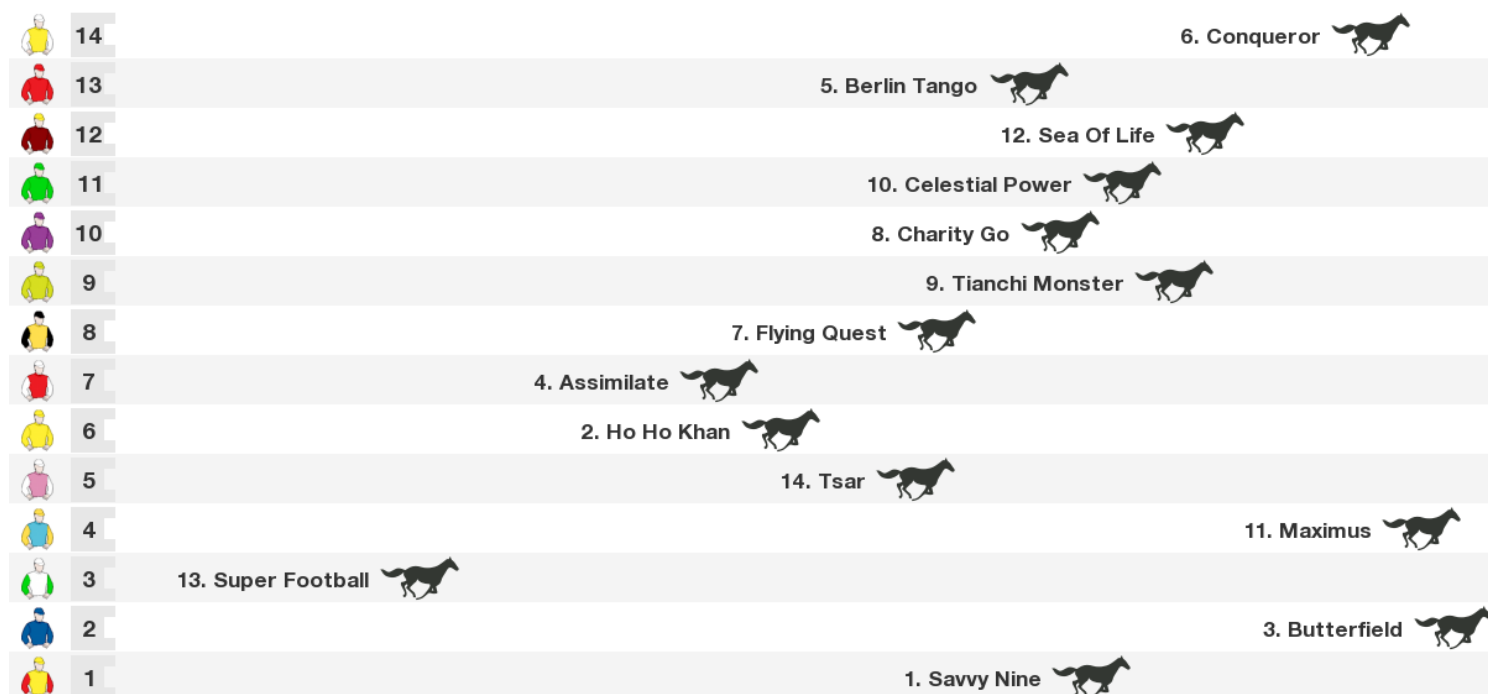 14 6. Conqueror
13 5. Berlin Tango
12 12. Sea Of Life
11 10. Celestial Power
10 8. Charity Go
9 9. Tianchi Monster
8 7. Flying Quest
7 4. Assimilate
6 2. Ho Ho Khan
5 14. Tsar
4 11. Maximus
3 13. Super Football
2 3. Butterfield
1 1. Savvy Nine